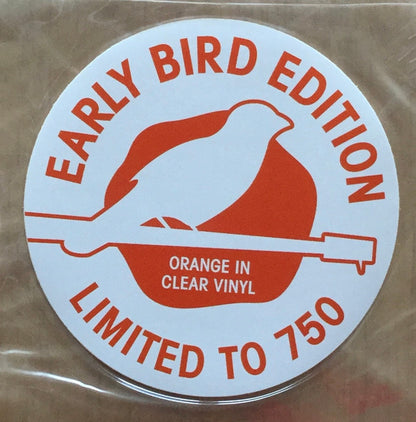 EARLY BIRD EDITION
ORANGE IN
CLEAR VINYL
LIMITED TO 750